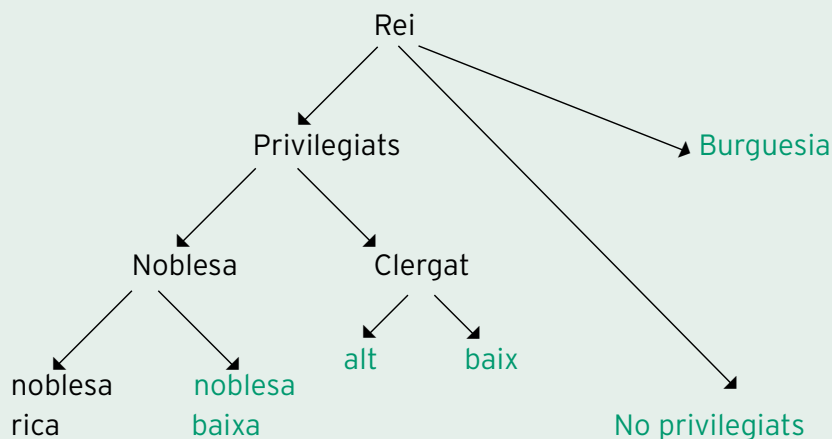 Rei
Privilegiats
Burguesia
Noblesa
Clergat
alt
baix
noblesa
rica
noblesa
baixa
No privilegiats